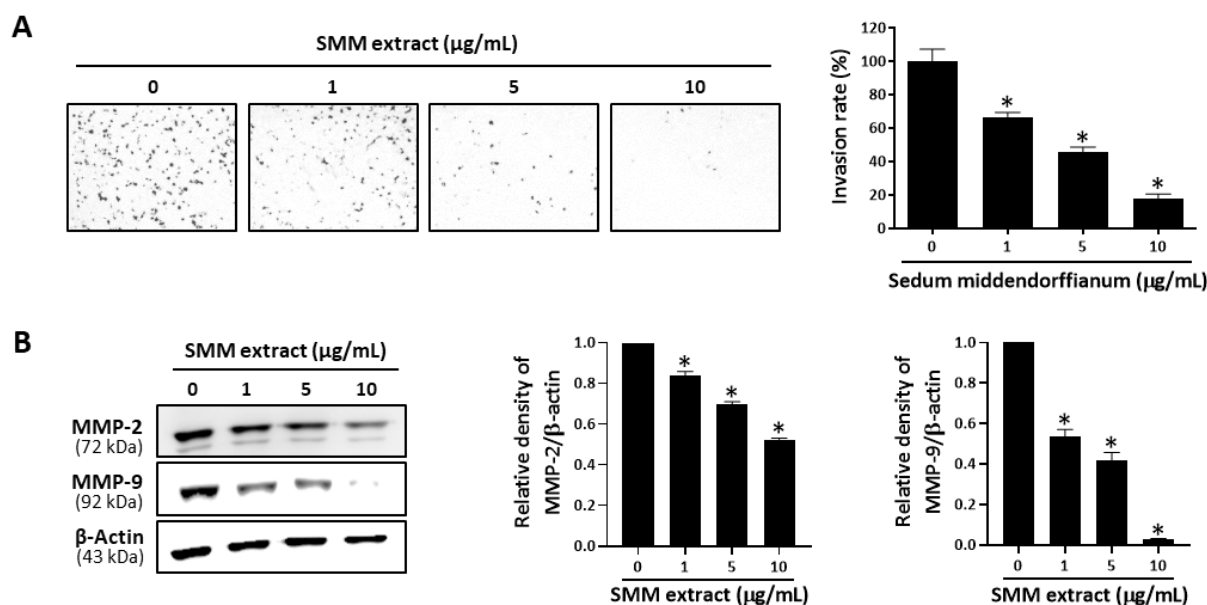 A
SMM extract (μg/mL)
0 1 5 10
Invasion rate (%)
120
100
80
60
40
20
0
* * *
0 1 5 10
Sedum middendorffianum (μg/mL)
B
SMM extract (μg/mL)
0 1 5 10
MMP-2
(72 kDa)
MMP-9
(92 kDa)
β-Actin
(43 kDa)
Relative density of
MMP-2/β-actin
1.0
0.8
0.6
0.4
0.2
0.0
* * *
0 1 5 10
SMM extract (μg/mL)
Relative density of
MMP-9/β-actin
1.0
0.8
0.6
0.4
0.2
0.0
* * *
0 1 5 10
SMM extract (μg/mL)